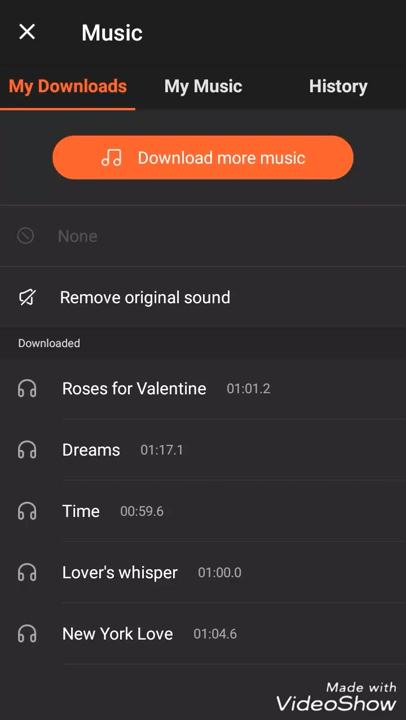 Music
My Downloads My Music History
Download more music
None
Remove original sound
Downloaded
Roses for Valentine 01:01.2
Dreams 01:17.1
Time 00:59.6
Lover's whisper 01:00.0
New York Love 01:04.6
Made with
VideoShow